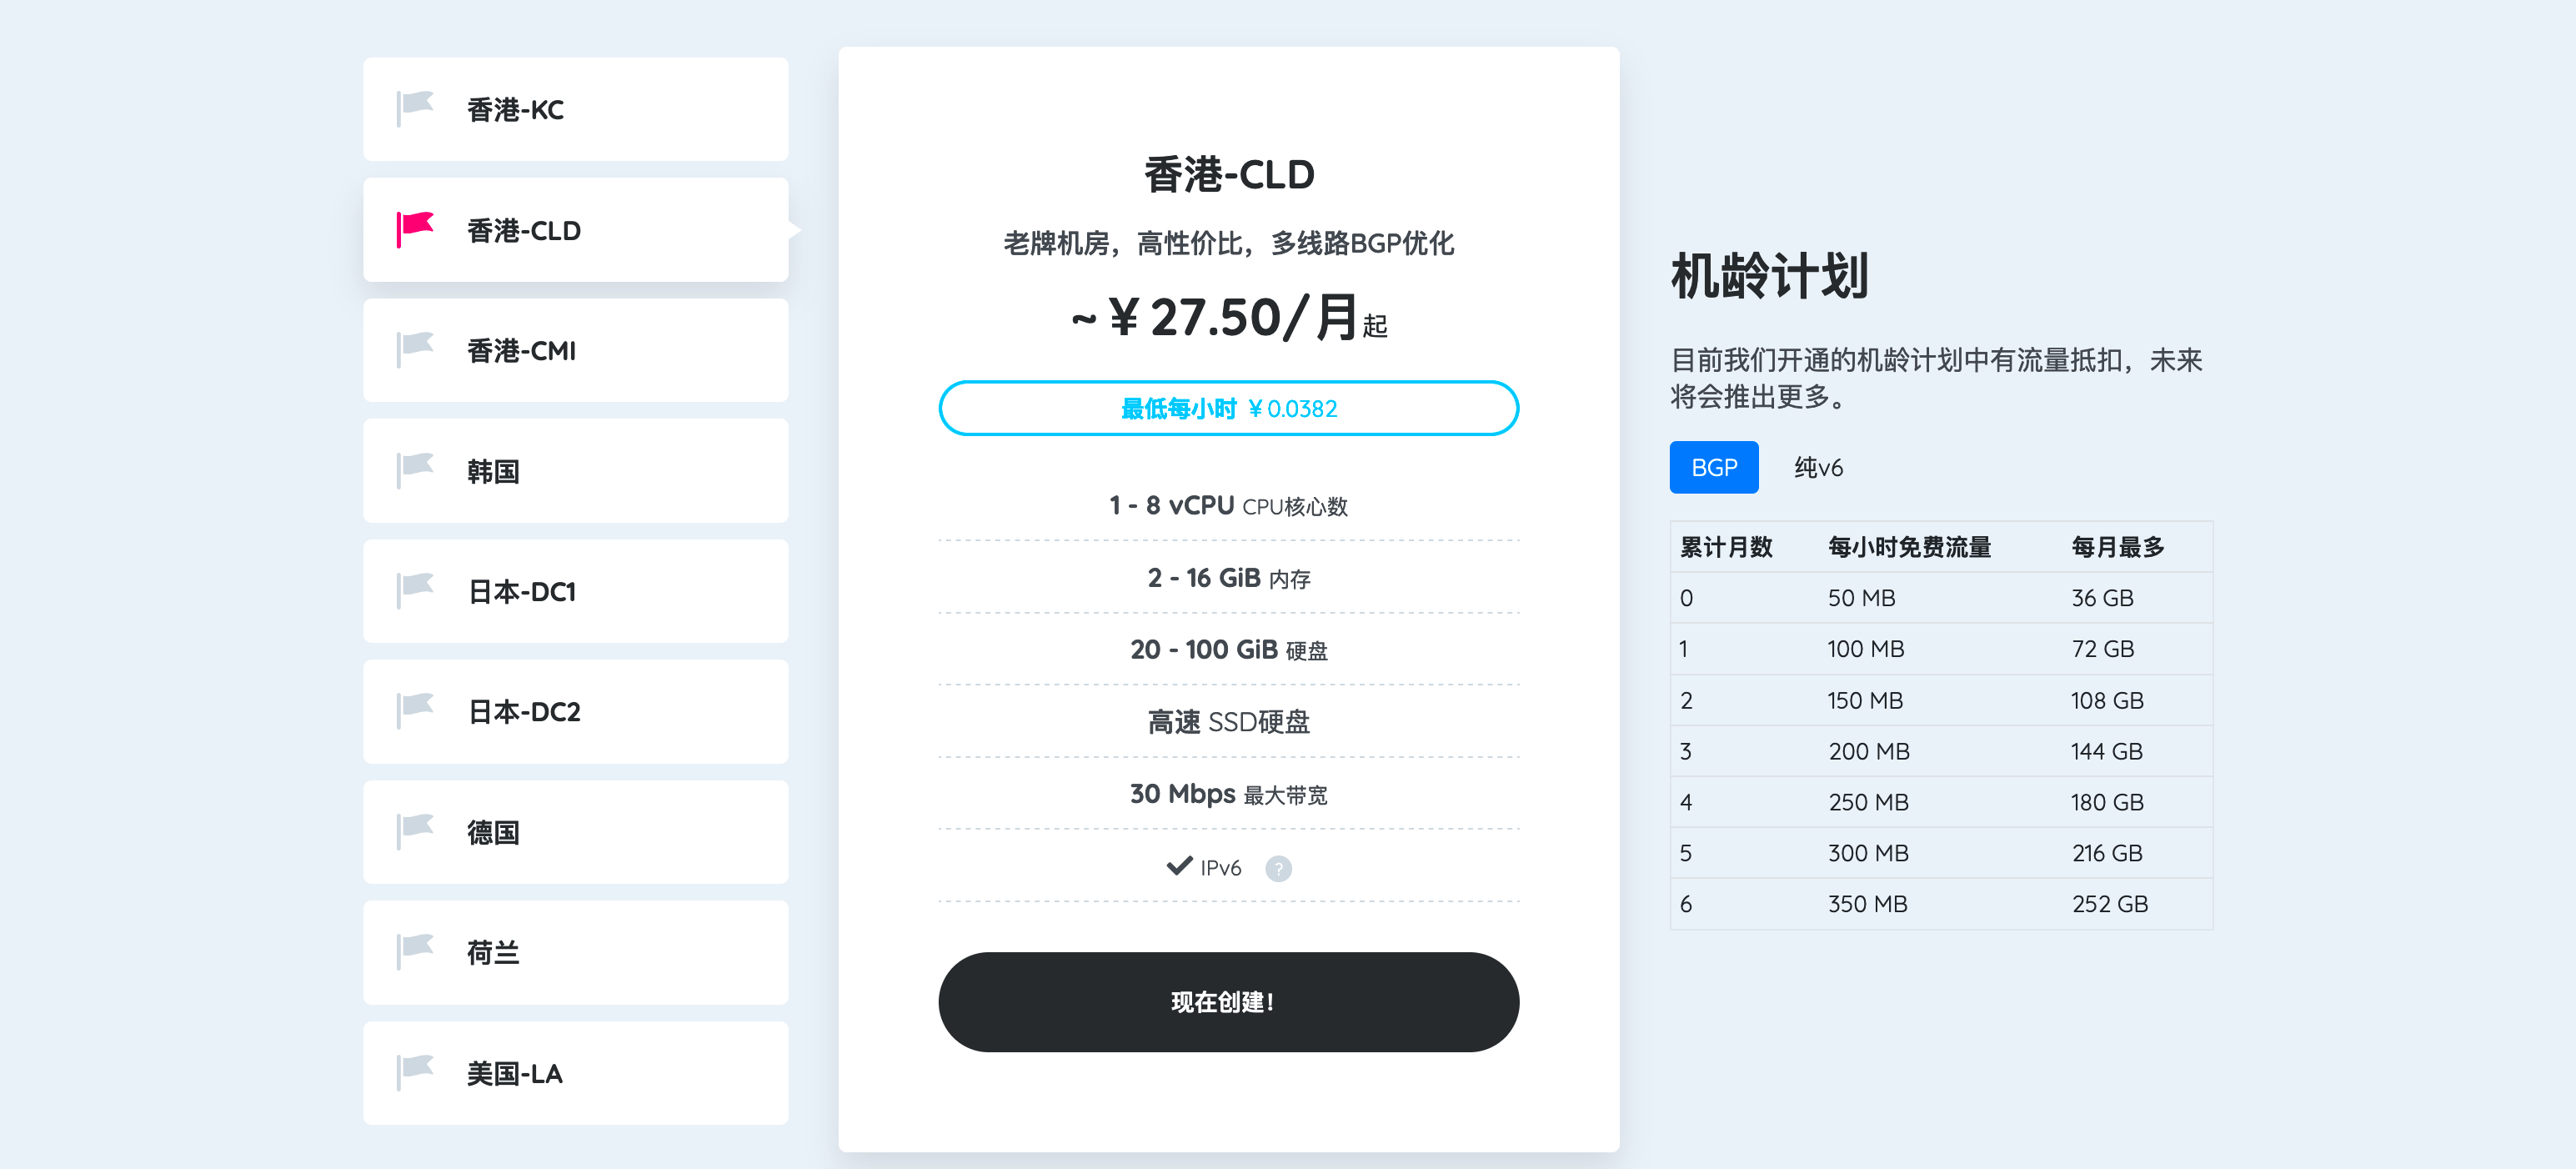 香港-KC
香港-CLD
香港-CMI
韩国
日本-DC1
日本-DC2
德国
荷兰
美国-LA
香港-CLD
老牌机房，高性价比，多线路BGP优化
~￥27.50/月起
最低每小时 ￥0.0382
1 - 8 vCPU CPU核心数
2 - 16 GiB 内存
20 - 100 GiB 硬盘
高速 SSD硬盘
30 Mbps 最大带宽
IPv6 ?
现在创建！
机龄计划
目前我们开通的机龄计划中有流量抵扣，未来
将会推出更多。
BGP 纯v6
累计月数 每小时免费流量 每月最多
0 50 MB 36 GB
1 100 MB 72 GB
2 150 MB 108 GB
3 200 MB 144 GB
4 250 MB 180 GB
5 300 MB 216 GB
6 350 MB 252 GB